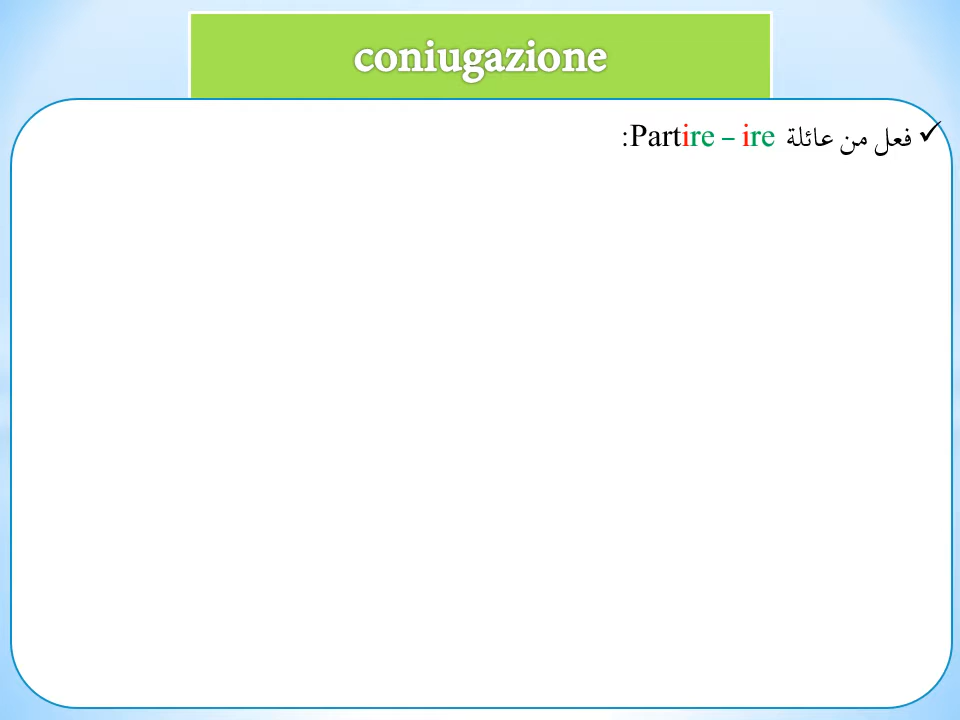 coniugazione
✓ فعل من عائلة Partire – ire: